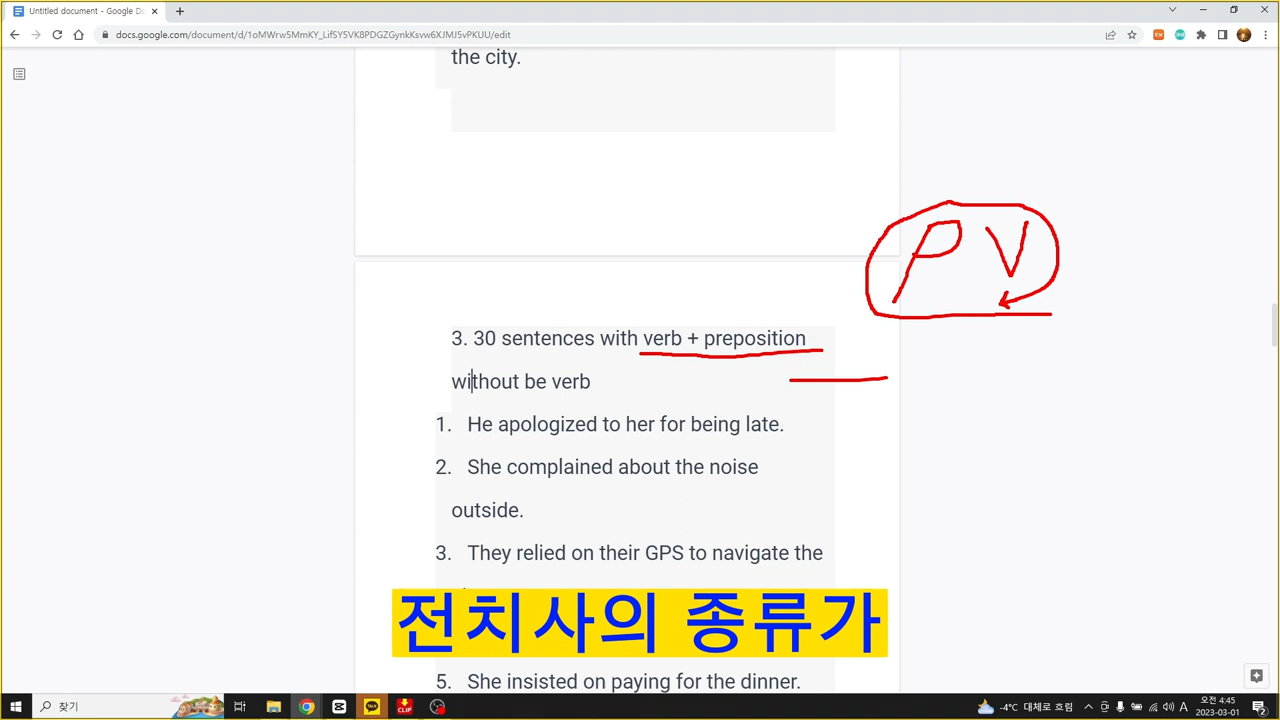 Untitled document - Google Do
docs.google.com/document/d/1oMWrw5MmKY_LifSY5VK8PDGZGynkKsvw6XJMJ5vPKUU/edit
the city.
P V
3. 30 sentences with verb + preposition
without be verb
1. He apologized to her for being late.
2. She complained about the noise
outside.
3. They relied on their GPS to navigate the
전치사의 종류가
5. She insisted on paying for the dinner.
찾기
TALK
CLIP
-4°C 대체로 흐림
A
오전 4:45
2023-03-01
2